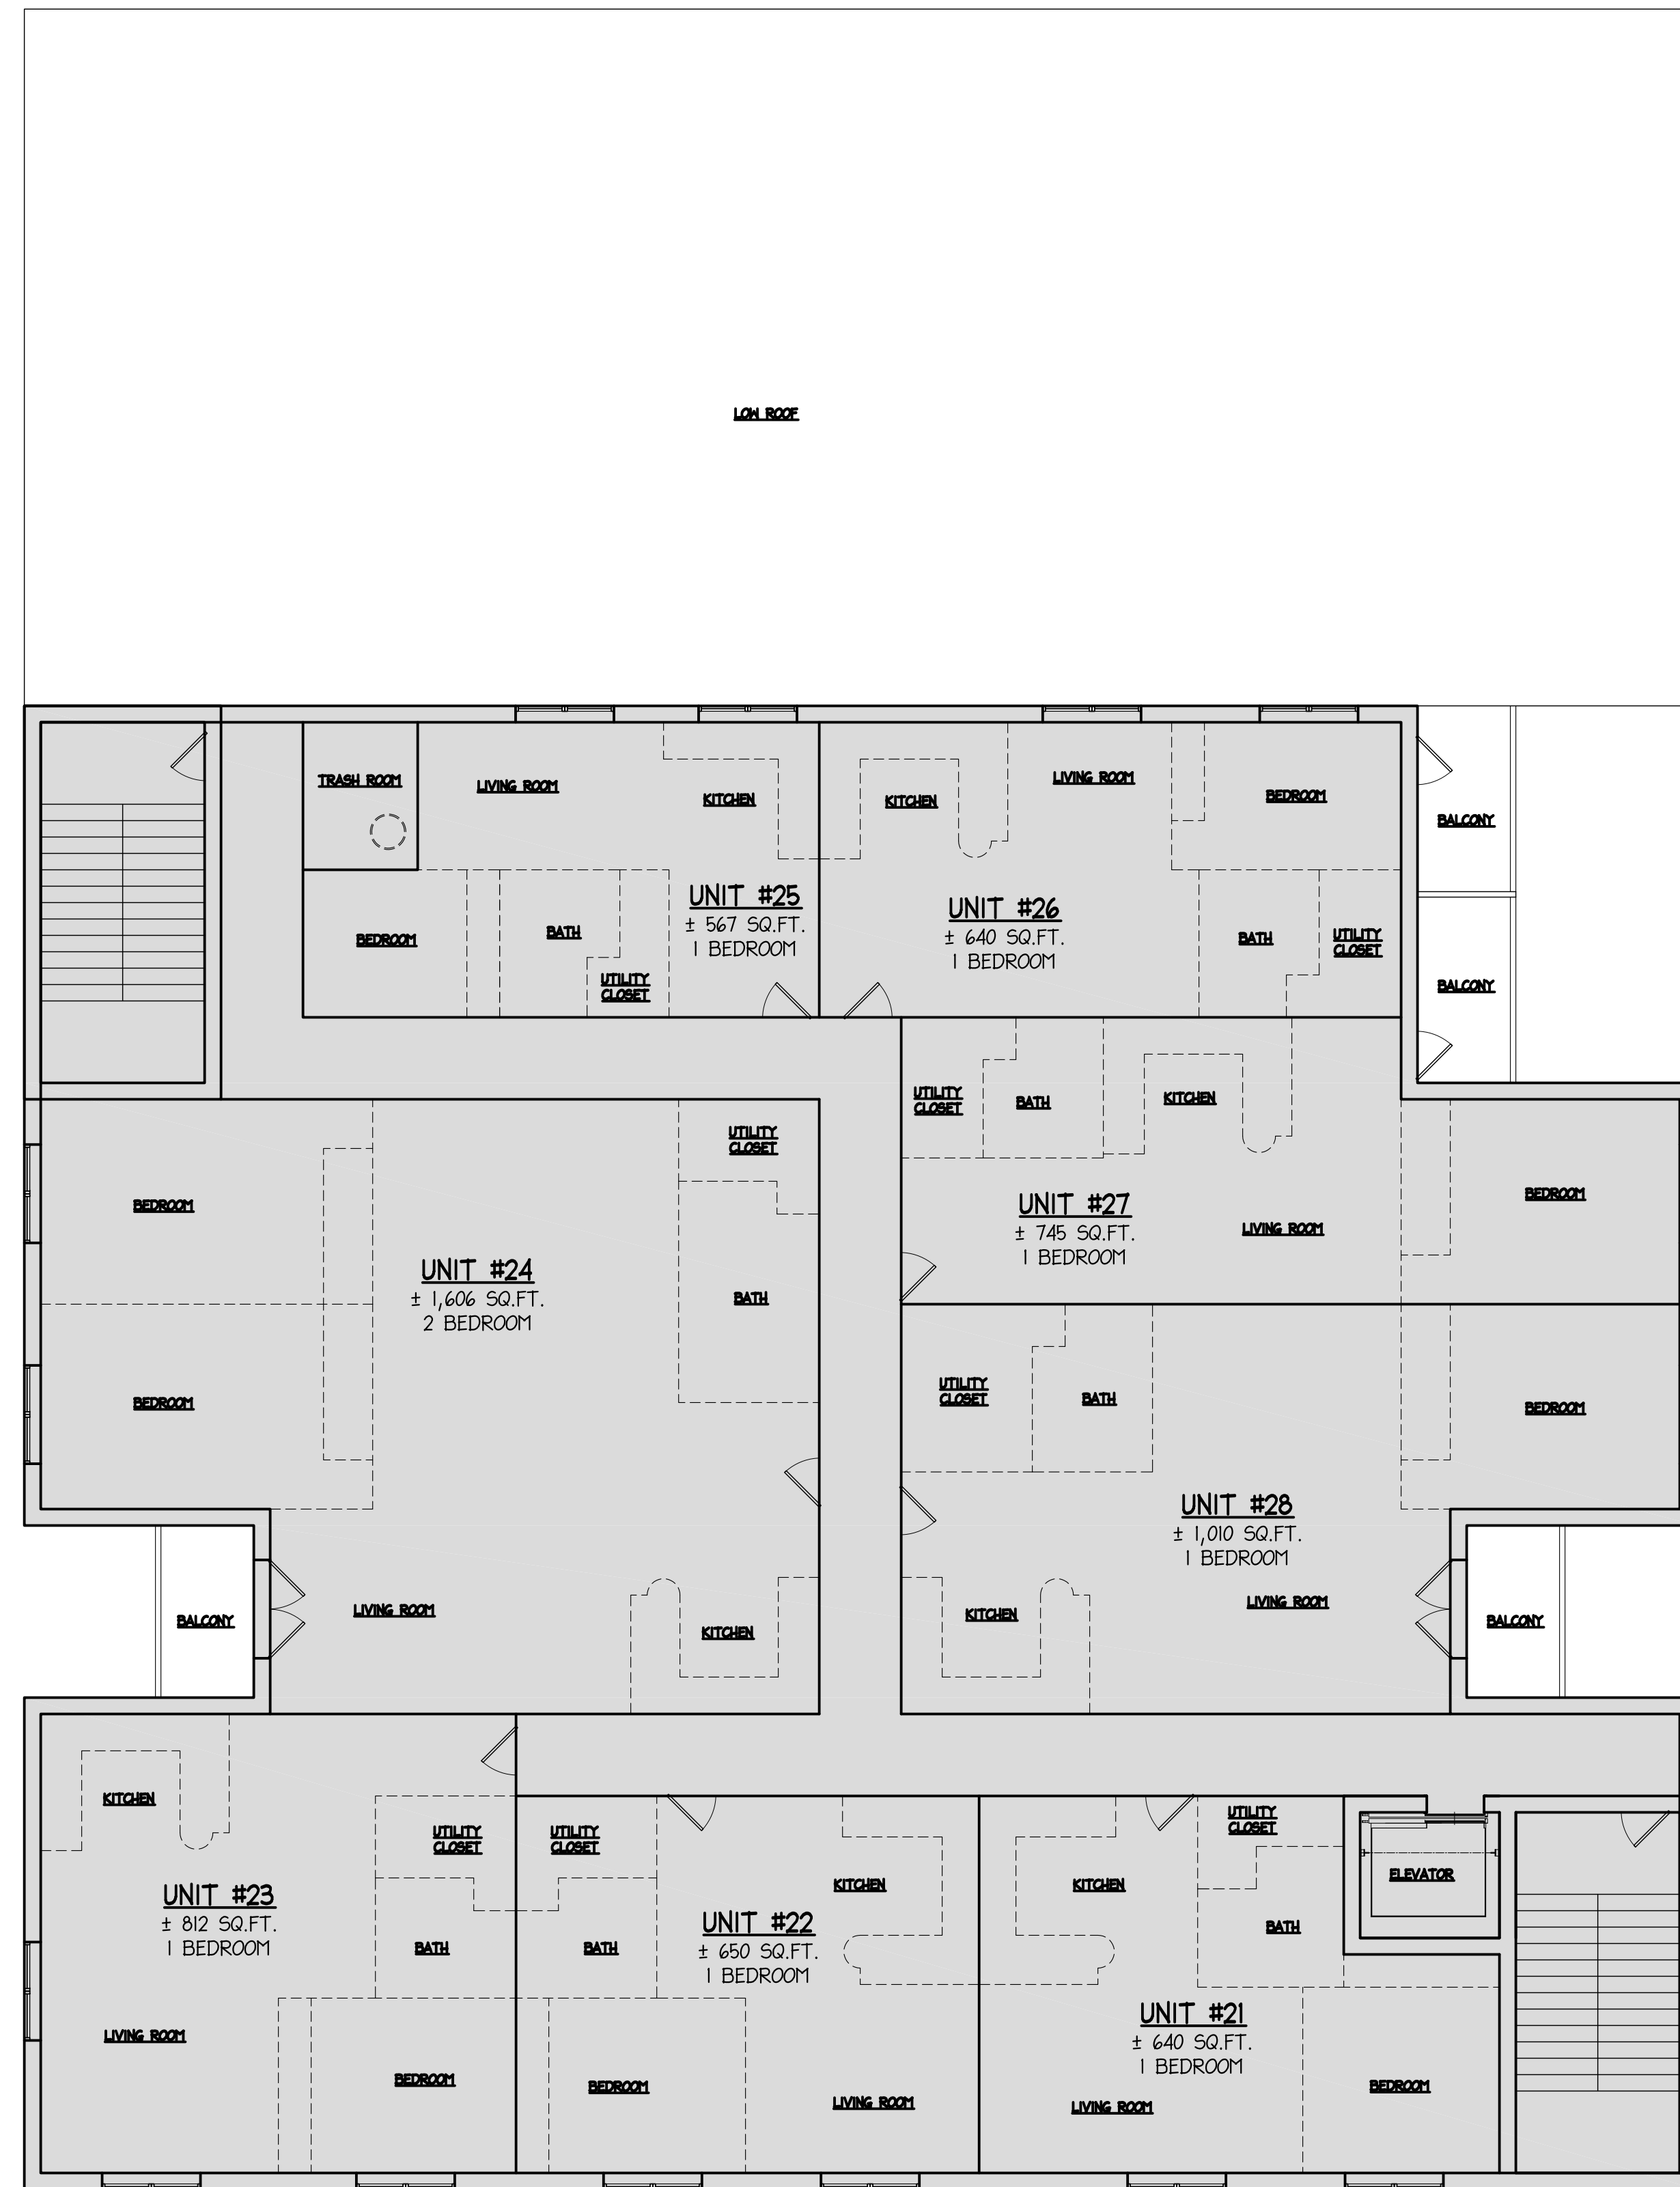 LOW ROOF
TRASH ROOM
LIVING ROOM
KITCHEN
BEDROOM
BATH
UTILITY
CLOSET
UNIT #25
± 567 SQ.FT.
1 BEDROOM
KITCHEN
LIVING ROOM
BEDROOM
UNIT #26
± 640 SQ.FT.
1 BEDROOM
BATH
UTILITY
CLOSET
BALCONY
BALCONY
UTILITY
CLOSET
BATH
KITCHEN
UNIT #27
± 745 SQ.FT.
1 BEDROOM
LIVING ROOM
BEDROOM
BEDROOM
UTILITY
CLOSET
UNIT #24
± 1,606 SQ.FT.
2 BEDROOM
BATH
BEDROOM
BALCONY
LIVING ROOM
KITCHEN
UTILITY
CLOSET
BATH
BEDROOM
UNIT #28
± 1,010 SQ.FT.
1 BEDROOM
KITCHEN
LIVING ROOM
BALCONY
KITCHEN
UTILITY
CLOSET
UNIT #23
± 812 SQ.FT.
1 BEDROOM
BATH
LIVING ROOM
BEDROOM
UTILITY
CLOSET
KITCHEN
BATH
UNIT #22
± 650 SQ.FT.
1 BEDROOM
BEDROOM
LIVING ROOM
UTILITY
CLOSET
KITCHEN
BATH
ELEVATOR
UNIT #21
± 640 SQ.FT.
1 BEDROOM
LIVING ROOM
BEDROOM